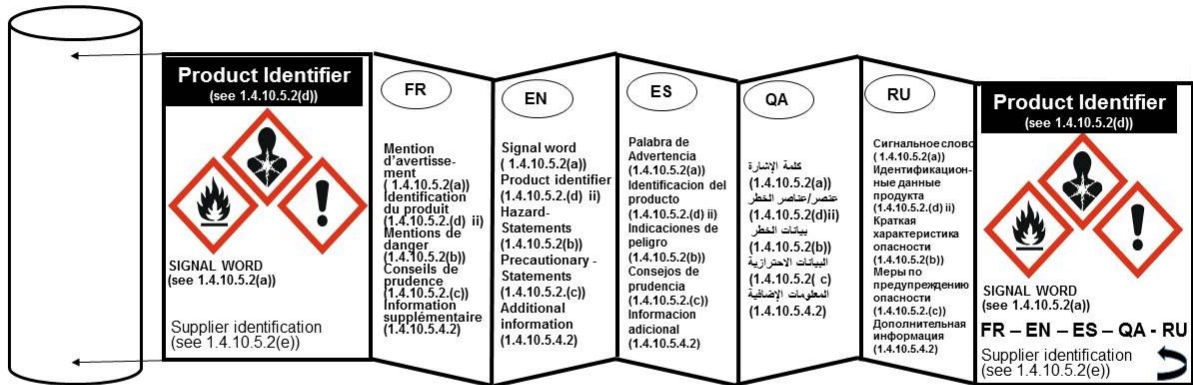 Product Identifier
(see 1.4.10.5.2(d))
SIGNAL WORD
(see 1.4.10.5.2(a))
Supplier identification
(see 1.4.10.5.2(e))
FR
Mention
d'avertisse-
ment
( 1.4.10.5.2(a))
Identification
du produit
(1.4.10.5.2.(d) ii)
Mentions de
danger
(1.4.10.5.2(b))
Conseils de
prudence
(1.4.10.5.2.(c))
Information
supplémentaire
(1.4.10.5.4.2)
EN
Signal word
( 1.4.10.5.2(a))
Product identifier
(1.4.10.5.2.(d) ii)
Hazard-
Statements
(1.4.10.5.2(b))
Precautionary -
Statements
(1.4.10.5.2.(c))
Additional
information
(1.4.10.5.4.2)
ES
Palabra de
Advertencia
(1.4.10.5.2(a))
Identificacion del
producto
(1.4.10.5.2.(d) ii)
Indicaciones de
peligro
(1.4.10.5.2(b))
Consejos de
prudencia
(1.4.10.5.2.(c))
Informacion
adicional
(1.4.10.5.4.2)
QA
كلمة الإشارة
(1.4.10.5.2(a))
عنصر/عناصر الخطر
(1.4.10.5.2(d)ii)
بيانات الخطر
(1.4.10.5.2(b))
البيانات الاحترازية
(1.4.10.5.2( c)
المعلومات الإضافية
(1.4.10.5.4.2)
RU
Сигнальное слово
( 1.4.10.5.2(a))
Идентификацион-
ные данные
продукта
(1.4.10.5.2.(d) ii)
Краткая
характеристика
опасности
(1.4.10.5.2(b))
Меры по
предупреждению
опасности
(1.4.10.5.2.(c))
Дополнительная
информация
(1.4.10.5.4.2)
Product Identifier
(see 1.4.10.5.2(d))
SIGNAL WORD
(see 1.4.10.5.2(a))
FR – EN – ES – QA - RU
Supplier identification
(see 1.4.10.5.2(e))